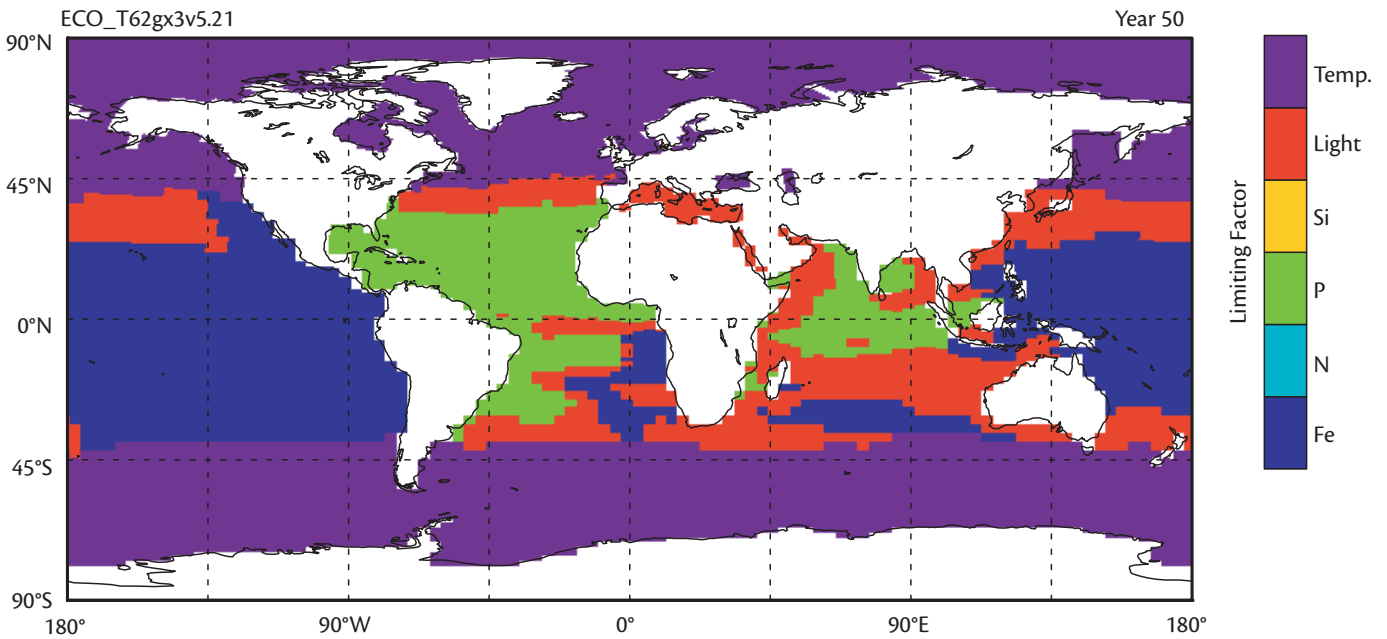 ECO_T62gx3v5.21
Year 50
90°N
45°N
0°N
45°S
90°S
180°
90°W
0°
90°E
180°
Limiting Factor
Temp.
Light
Si
P
N
Fe